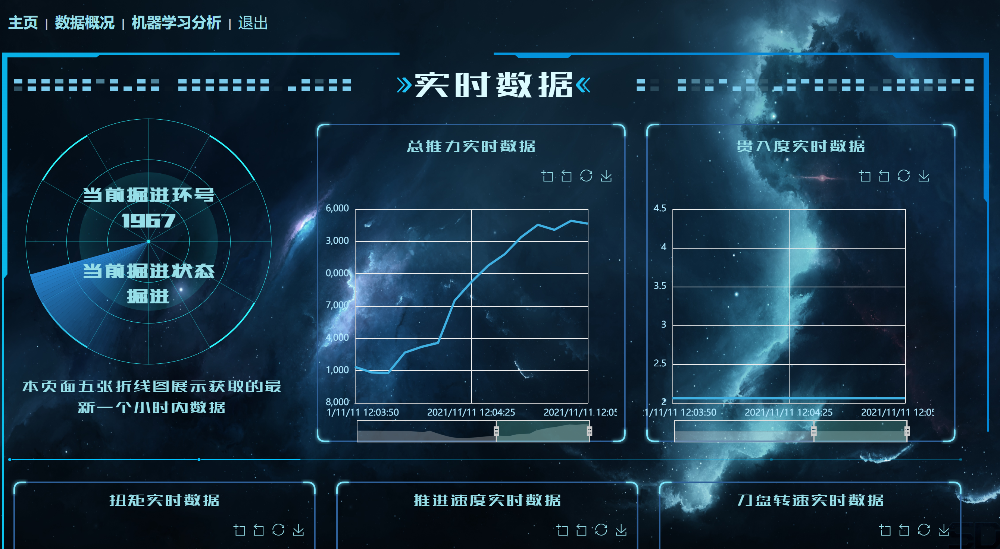 主页 | 数据概况 | 机器学习分析 | 退出
实时数据
当前掘进环号
1967
当前掘进状态
掘进
本页面五张折线图展示获取的最
新一个小时内数据
总推力实时数据
6,000
3,000
0,000
7,000
4,000
1,000
8,000
1/11/11 12:03:50 2021/11/11 12:04:25 2021/11/11 12:05
贯入度实时数据
4.5
4
3.5
3
2.5
2
1/11/11 12:03:50 2021/11/11 12:04:25 2021/11/11 12:05
扭矩实时数据
推进速度实时数据
刀盘转速实时数据